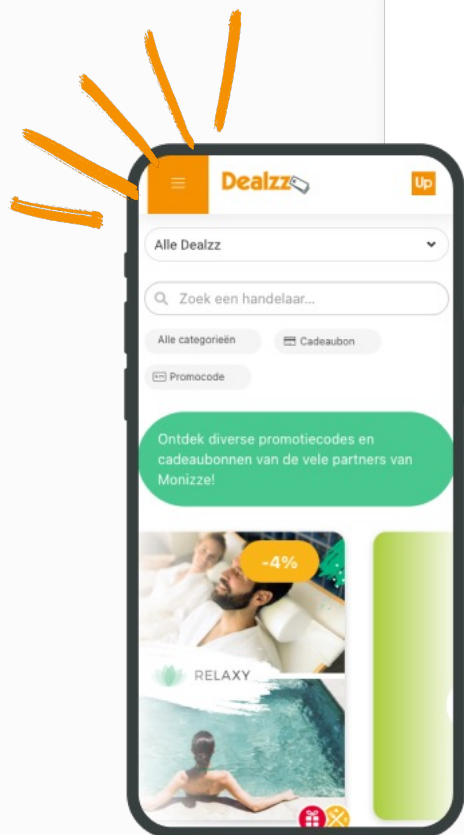 Dealzz
Up
Alle Dealzz
Zoek een handelaar...
Alle categorieën
Cadeaubon
Promocode
Ontdek diverse promotiecodes en
cadeaubonnen van de vele partners van
Monizze!
-4%
RELAXY